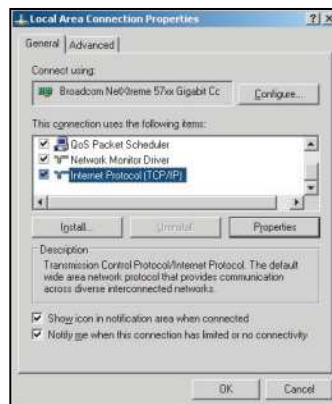 Local Area Connection Properties
General
Advanced
Connect using:
Broadcom NetXtreme 57xx Gigabit Cc
Configure...
This connection uses the following items:
QoS Packet Scheduler
Network Monitor Driver
Internet Protocol (TCP/IP)
Install...
Uninstall
Properties
Description
Transmission Control Protocol/Internet Protocol. The default
wide area network protocol that provides communication
across diverse interconnected networks.
Show icon in notification area when connected
Notify me when this connection has limited or no connectivity
OK
Cancel